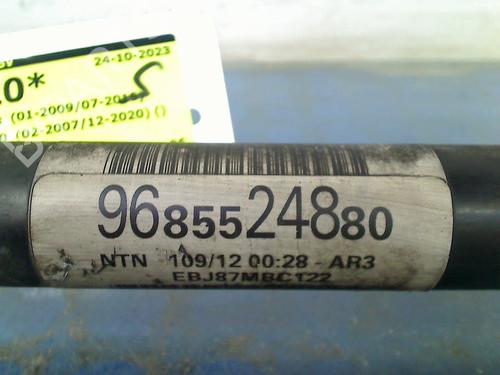 24-10-2023
.0*
(01-2009/07-20
(02-2007/12-2020) ()
S
9685524880
NTN 109/12 00:28 - AR3
EBJ87MBC122